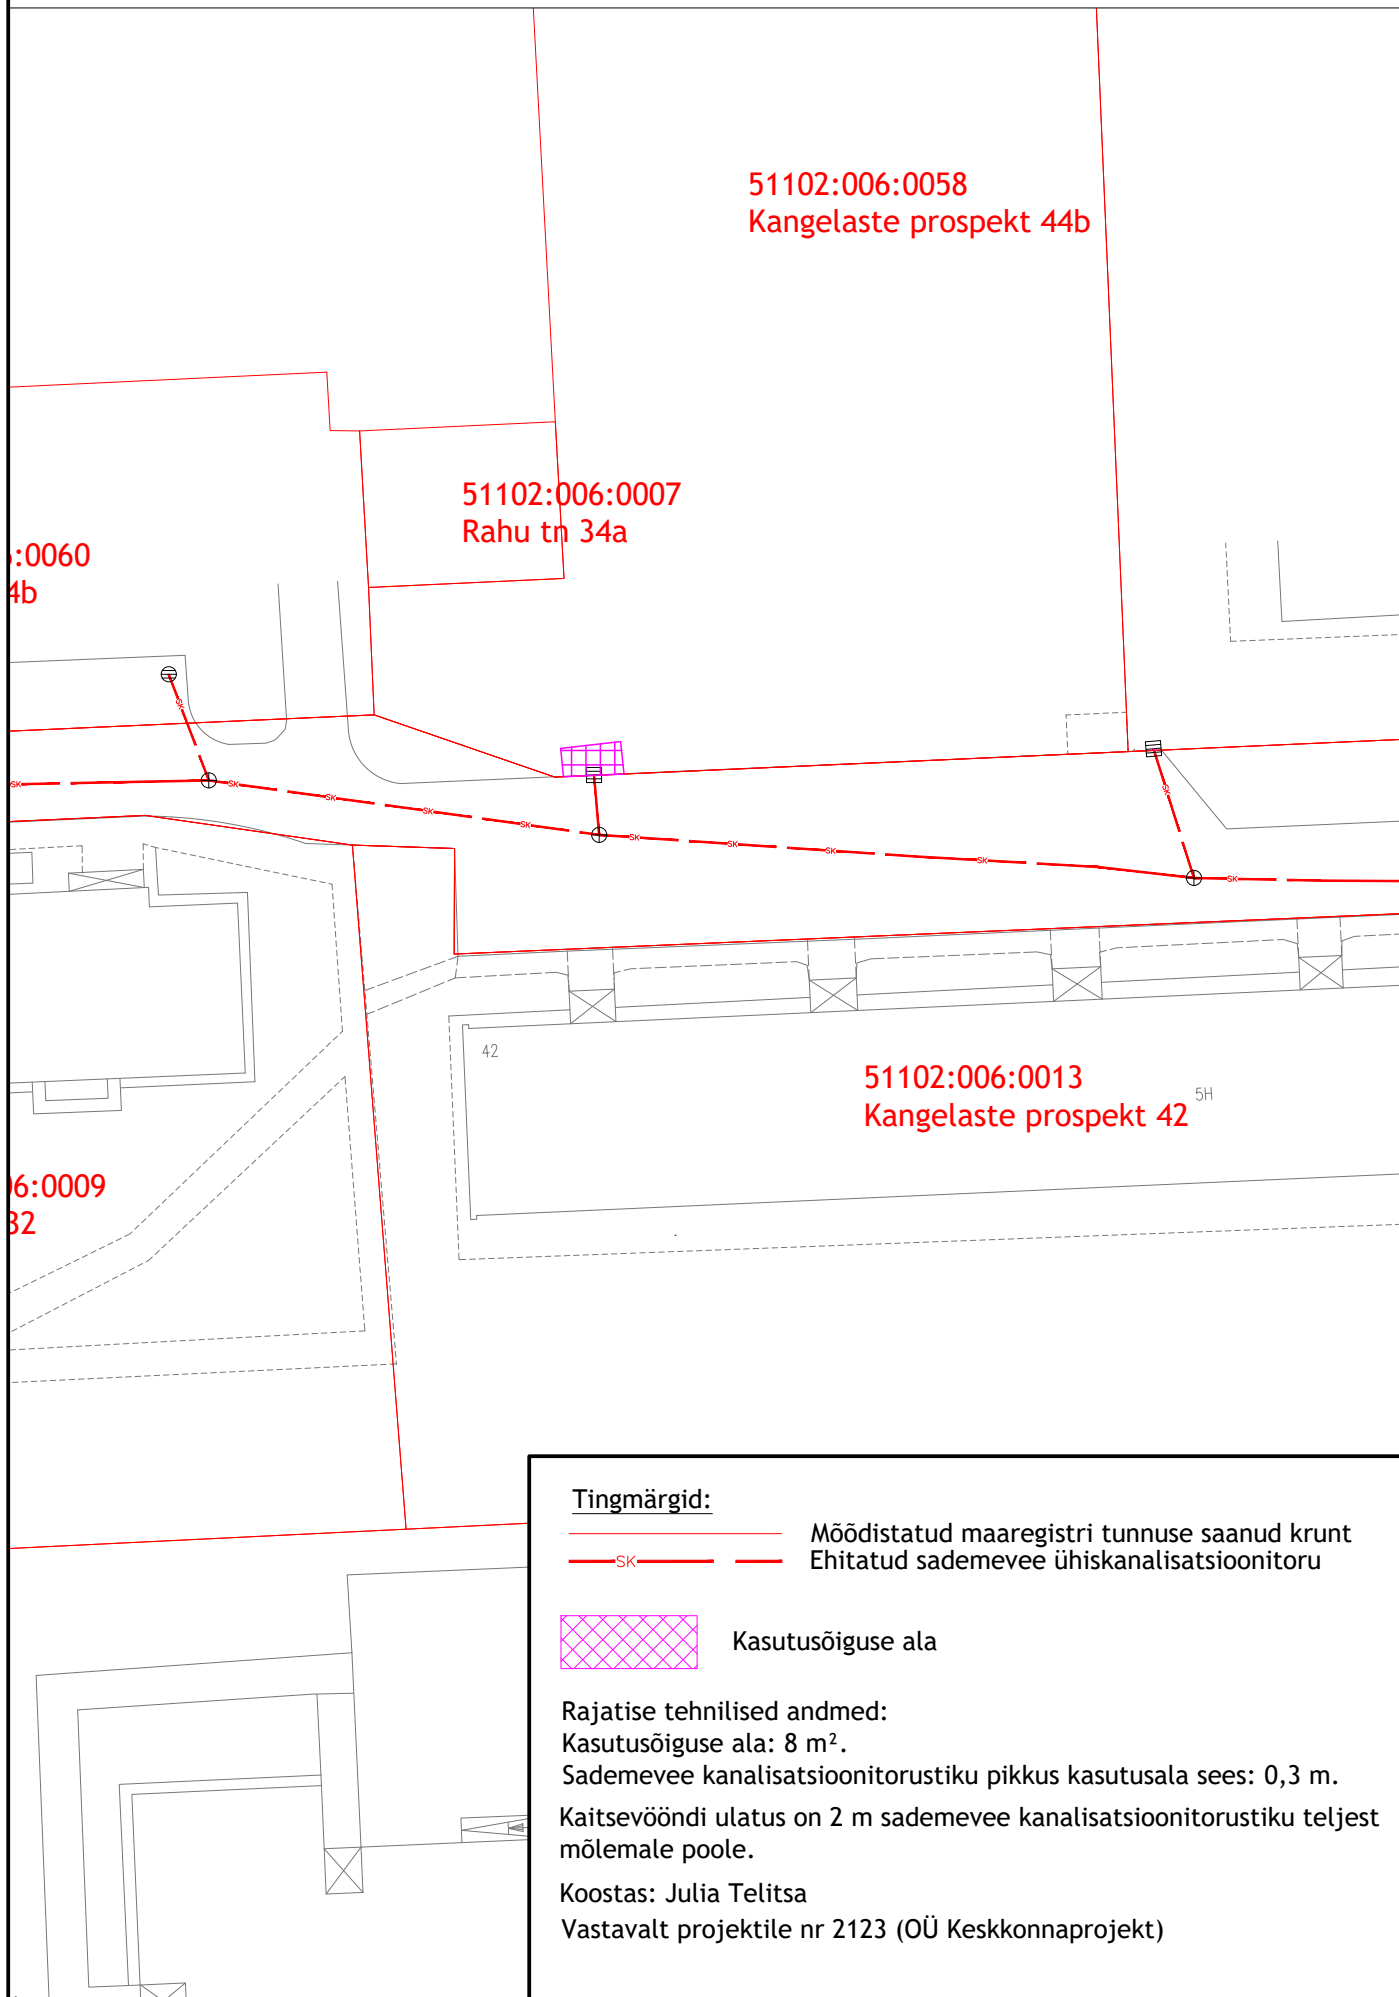 51102:006:0058
Kangelaste prospekt 44b
51102:006:0007
Rahu tn 34a
:0060
4b
SK
SK
SK
SK
SK
SK
SK
SK
SK
SK
SK
SK
42
51102:006:0013
Kangelaste prospekt 42
5H
6:0009
32
Tingmärgid:
Mõõdistatud maaregistri tunnuse saanud krunt
SK
Ehitatud sademevee ühiskanalisatsioonitoru
Kasutusõiguse ala
Rajatise tehnilised andmed:
Kasutusõiguse ala: 8 m².
Sademevee kanalisatsioonitorustiku pikkus kasutusala sees: 0,3 m.
Kaitsevööndi ulatus on 2 m sademevee kanalisatsioonitorustiku teljest
mõlemale poole.
Koostas: Julia Telitsa
Vastavalt projektile nr 2123 (OÜ Keskkonnaprojekt)